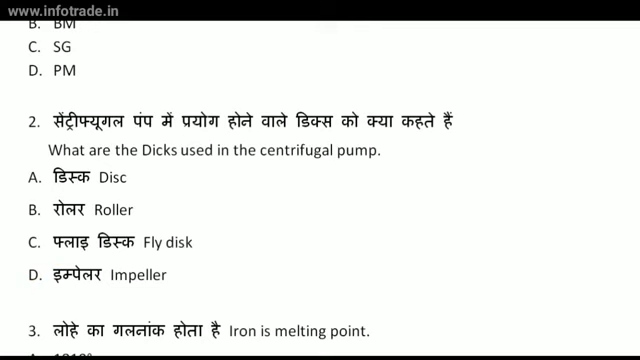 www.infotrade.in
B. BM
C. SG
D. PM
2. सेंट्रीफ्यूगल पंप में प्रयोग होने वाले डिक्स को क्या कहते हैं
What are the Dicks used in the centrifugal pump.
A. डिस्क Disc
B. रोलर Roller
C. फ्लाइ डिस्क Fly disk
D. इम्पेलर Impeller
3. लोहे का गलनांक होता है Iron is melting point.